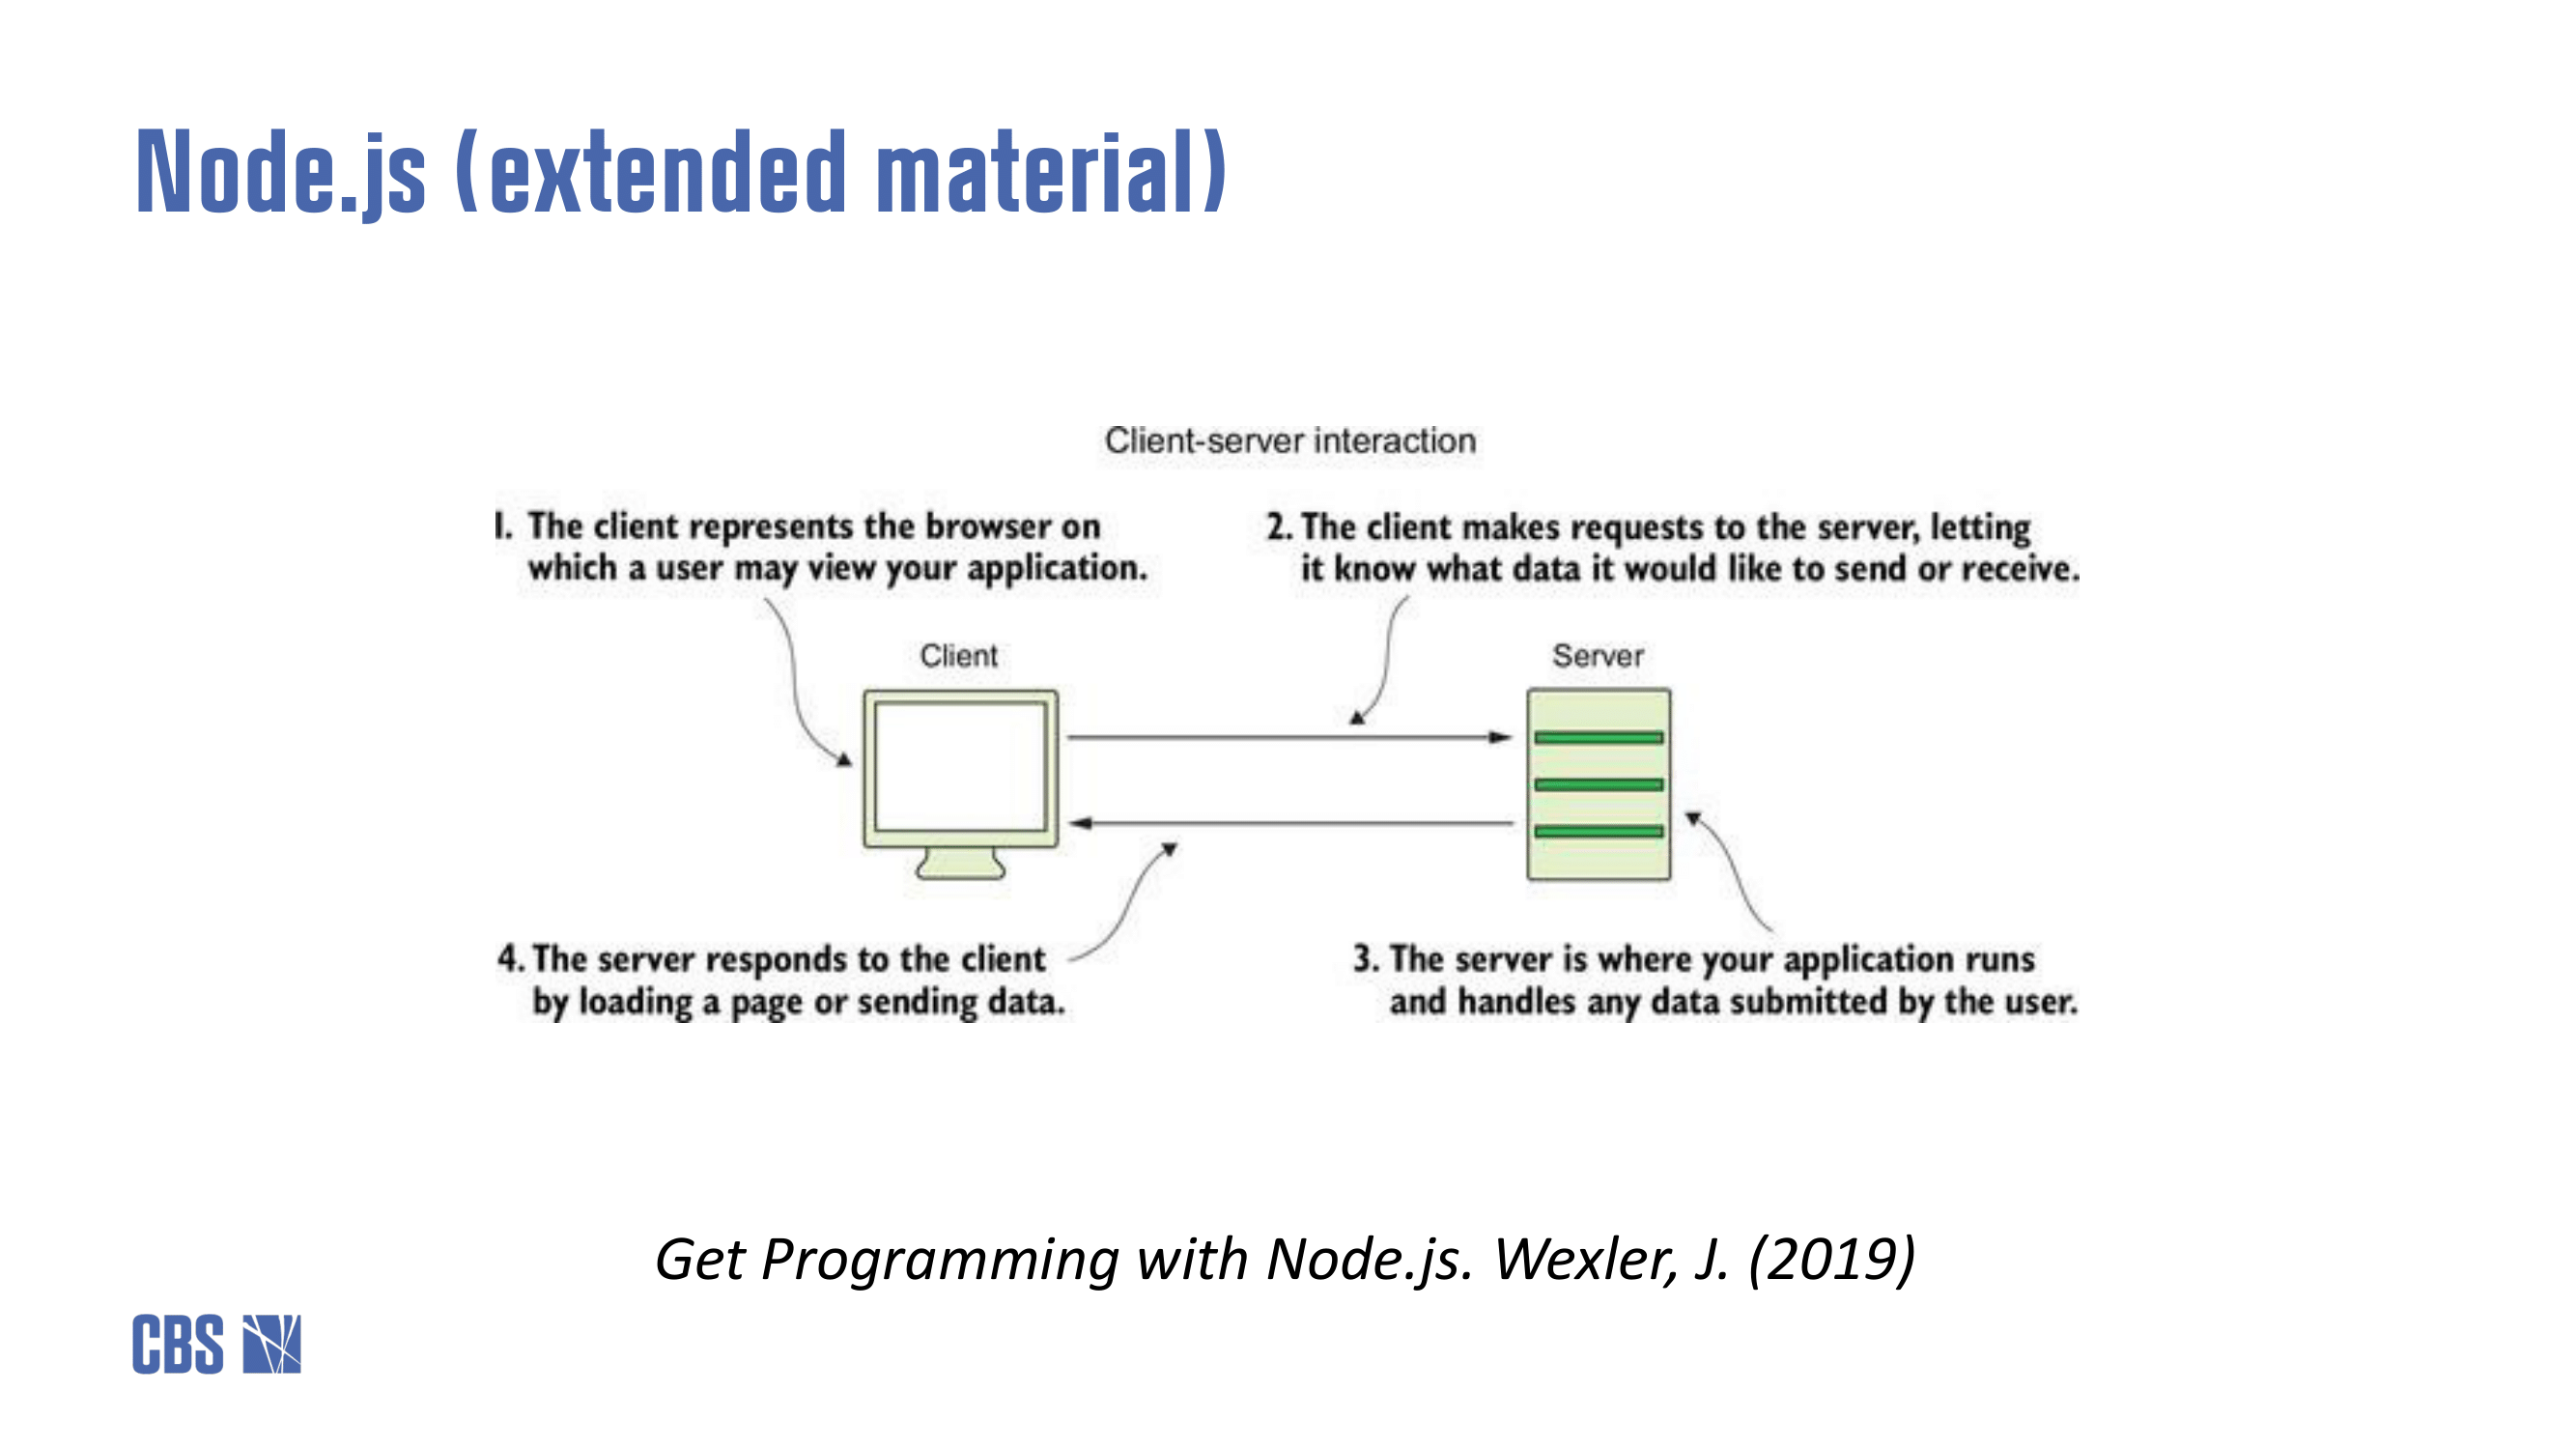 Node.js (extended material)
Client-server interaction
1. The client represents the browser on
which a user may view your application.
2. The client makes requests to the server, letting
it know what data it would like to send or receive.
Client
Server
4. The server responds to the client
by loading a page or sending data.
3. The server is where your application runs
and handles any data submitted by the user.
Get Programming with Node.js. Wexler, J. (2019)
CBS